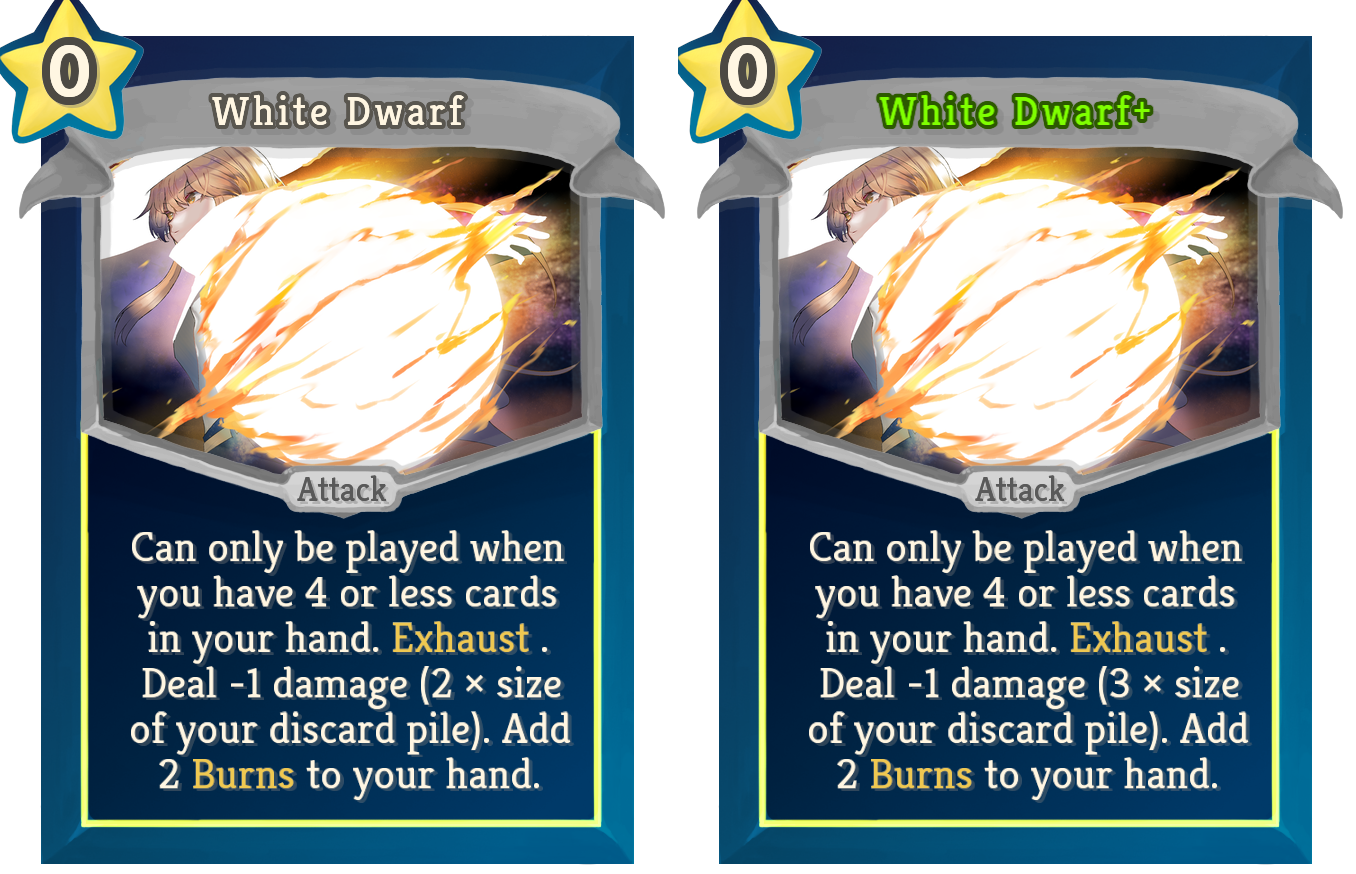 0
White Dwarf
Attack
Can only be played when
you have 4 or less cards
in your hand. Exhaust .
Deal -1 damage (2 × size
of your discard pile). Add
2 Burns to your hand.
0
White Dwarf+
Attack
Can only be played when
you have 4 or less cards
in your hand. Exhaust .
Deal -1 damage (3 × size
of your discard pile). Add
2 Burns to your hand.